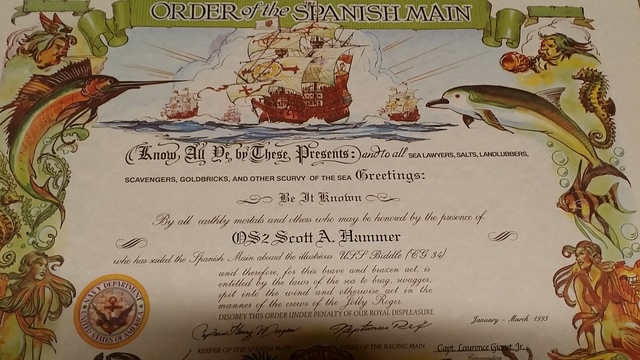 ORDER of the SPANISH MAIN
(Know All Ye by These Presents:) and to all SEA LAWYERS, SALTS, LANDLUBBERS,
SCAVENGERS, GOLDBRICKS, AND OTHER SCURVY OF THE SEA Greetings:
Be It Known
By all earthly mortals and others who may be honored by the presence of
OS2 Scott A. Hammer
who has sailed the Spanish Main aboard the illustrious USS Biddle (CG 34)
and therefore, for this brave and brazen act, is
entitled by the laws of the sea to brag, swagger,
spit into the wind and otherwise act in the
manner of the crews of the Jolly Roger.
DISOBEY THIS ORDER UNDER PENALTY OF OUR ROYAL DISPLEASURE
January - March 1993
NAVY DEPARTMENT
UNITED STATES OF AMERICA
Captain Henry Morgan
Neptunus Rex
KEEPER OF THE SPANISH
OF THE RAGING MAIN
Capt. Laurence Jr.